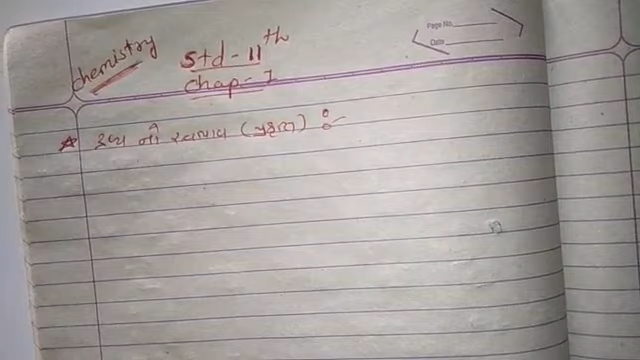 Page No.
Date
chemistry
Std - 11th
Chap - 1
* દ્રવ્ય નો સ્વભાવ (પ્રકૃતિ) :-